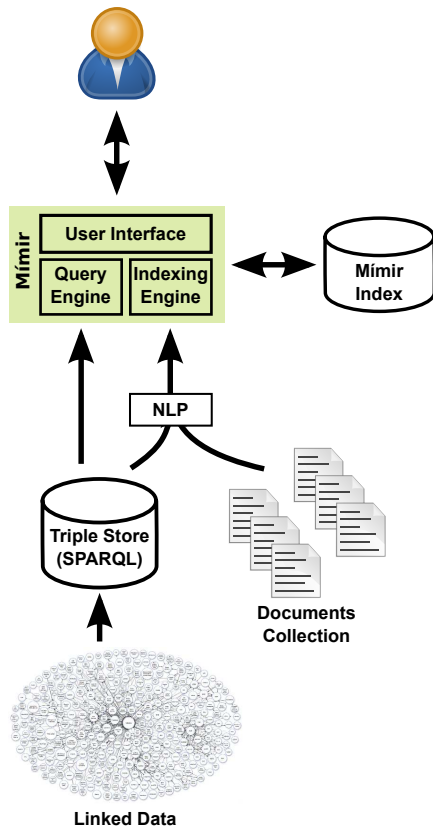 Mímir
User Interface
Query
Engine
Indexing
Engine
Mímir
Index
NLP
Triple Store
(SPARQL)
Documents
Collection
Linked Data